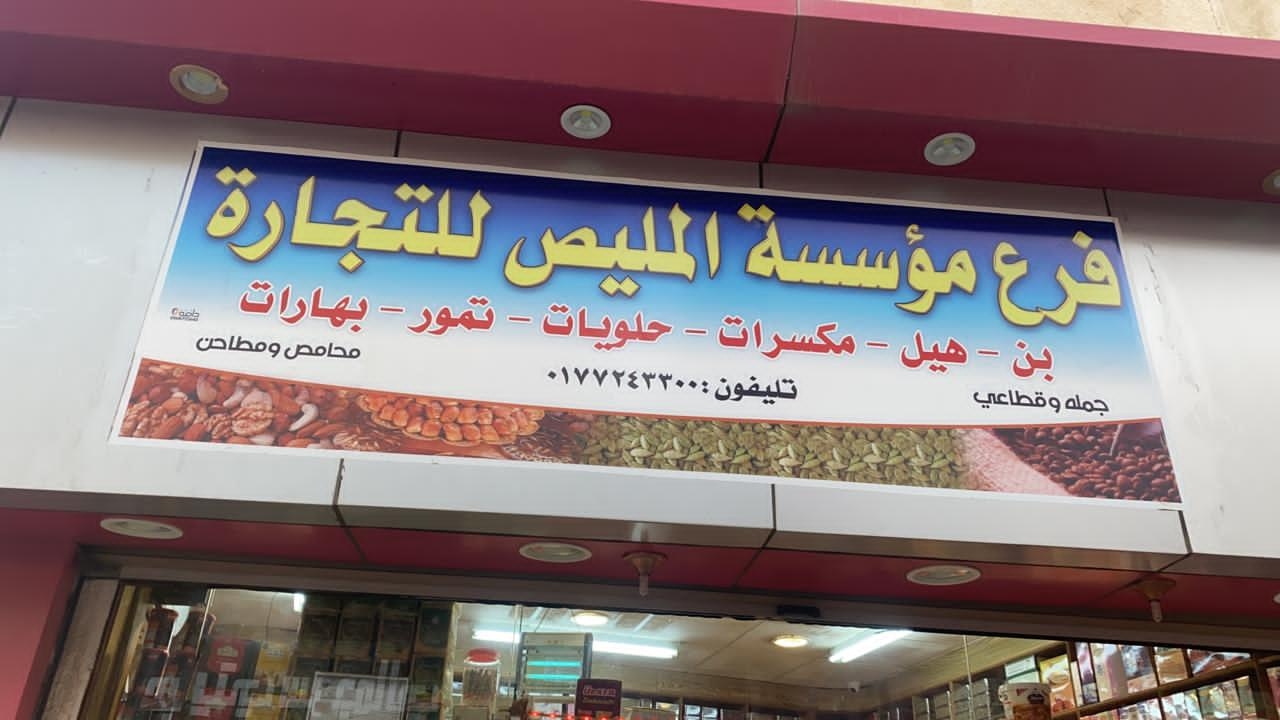 فرع مؤسسة المليص للتجارة
بن - هيل - مكسرات - حلويات - تمور - بهارات
جمله وقطاعي
تليفون: ٠١٧٧٢٤٣٣٠٠
محامص ومطاحن